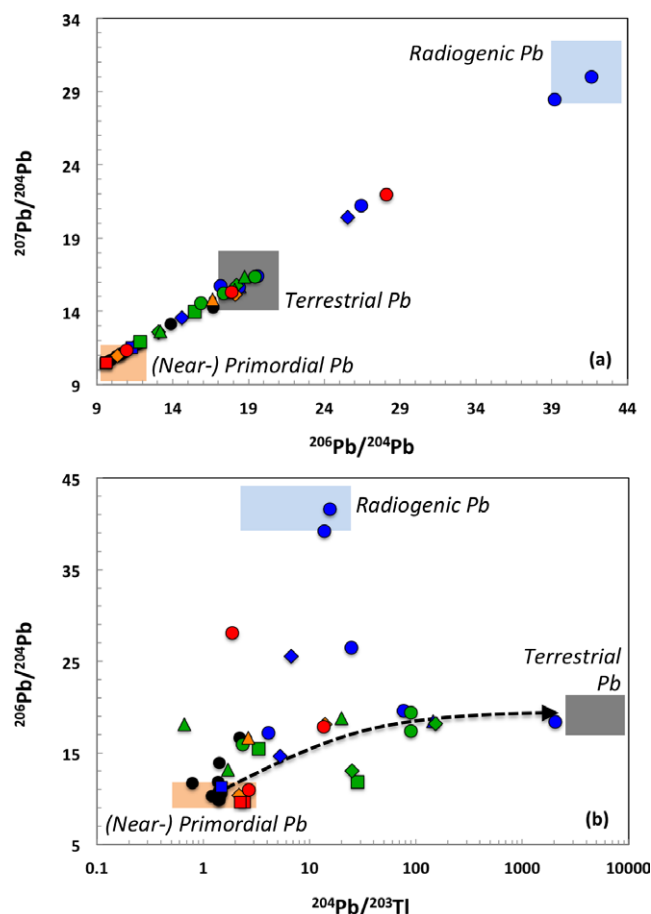 34
29
24
19
14
9
²⁰⁷Pb/²⁰⁴Pb
Radiogenic Pb
Terrestrial Pb
(Near-) Primordial Pb
(a)
9 14 19 24 29 34 39 44
²⁰⁶Pb/²⁰⁴Pb
45
35
25
15
5
²⁰⁶Pb/²⁰⁴Pb
Radiogenic Pb
Terrestrial
Pb
(Near-) Primordial Pb
(b)
0.1 1 10 100 1000 10000
²⁰⁴Pb/²⁰³Tl